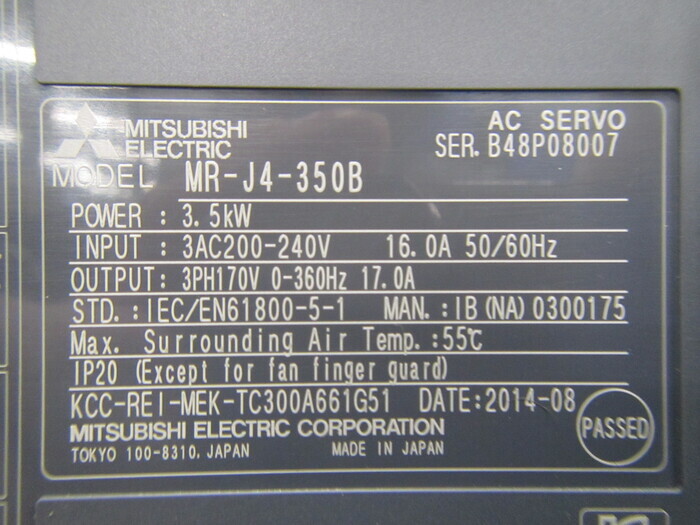 MITSUBISHI
ELECTRIC
AC SERVO
SER. B48P08007
MODEL MR-J4-350B
POWER : 3.5kW
INPUT : 3AC200-240V 16.0A 50/60Hz
OUTPUT: 3PH170V 0-360Hz 17.0A
STD. : IEC/EN61800-5-1 MAN. : IB(NA)0300175
Max. Surrounding Air Temp. :55℃
IP20 (Except for fan finger guard)
KCC-REI-MEK-TC300A661G51 DATE:2014-08
MITSUBISHI ELECTRIC CORPORATION
TOKYO 100-8310, JAPAN MADE IN JAPAN
PASSED